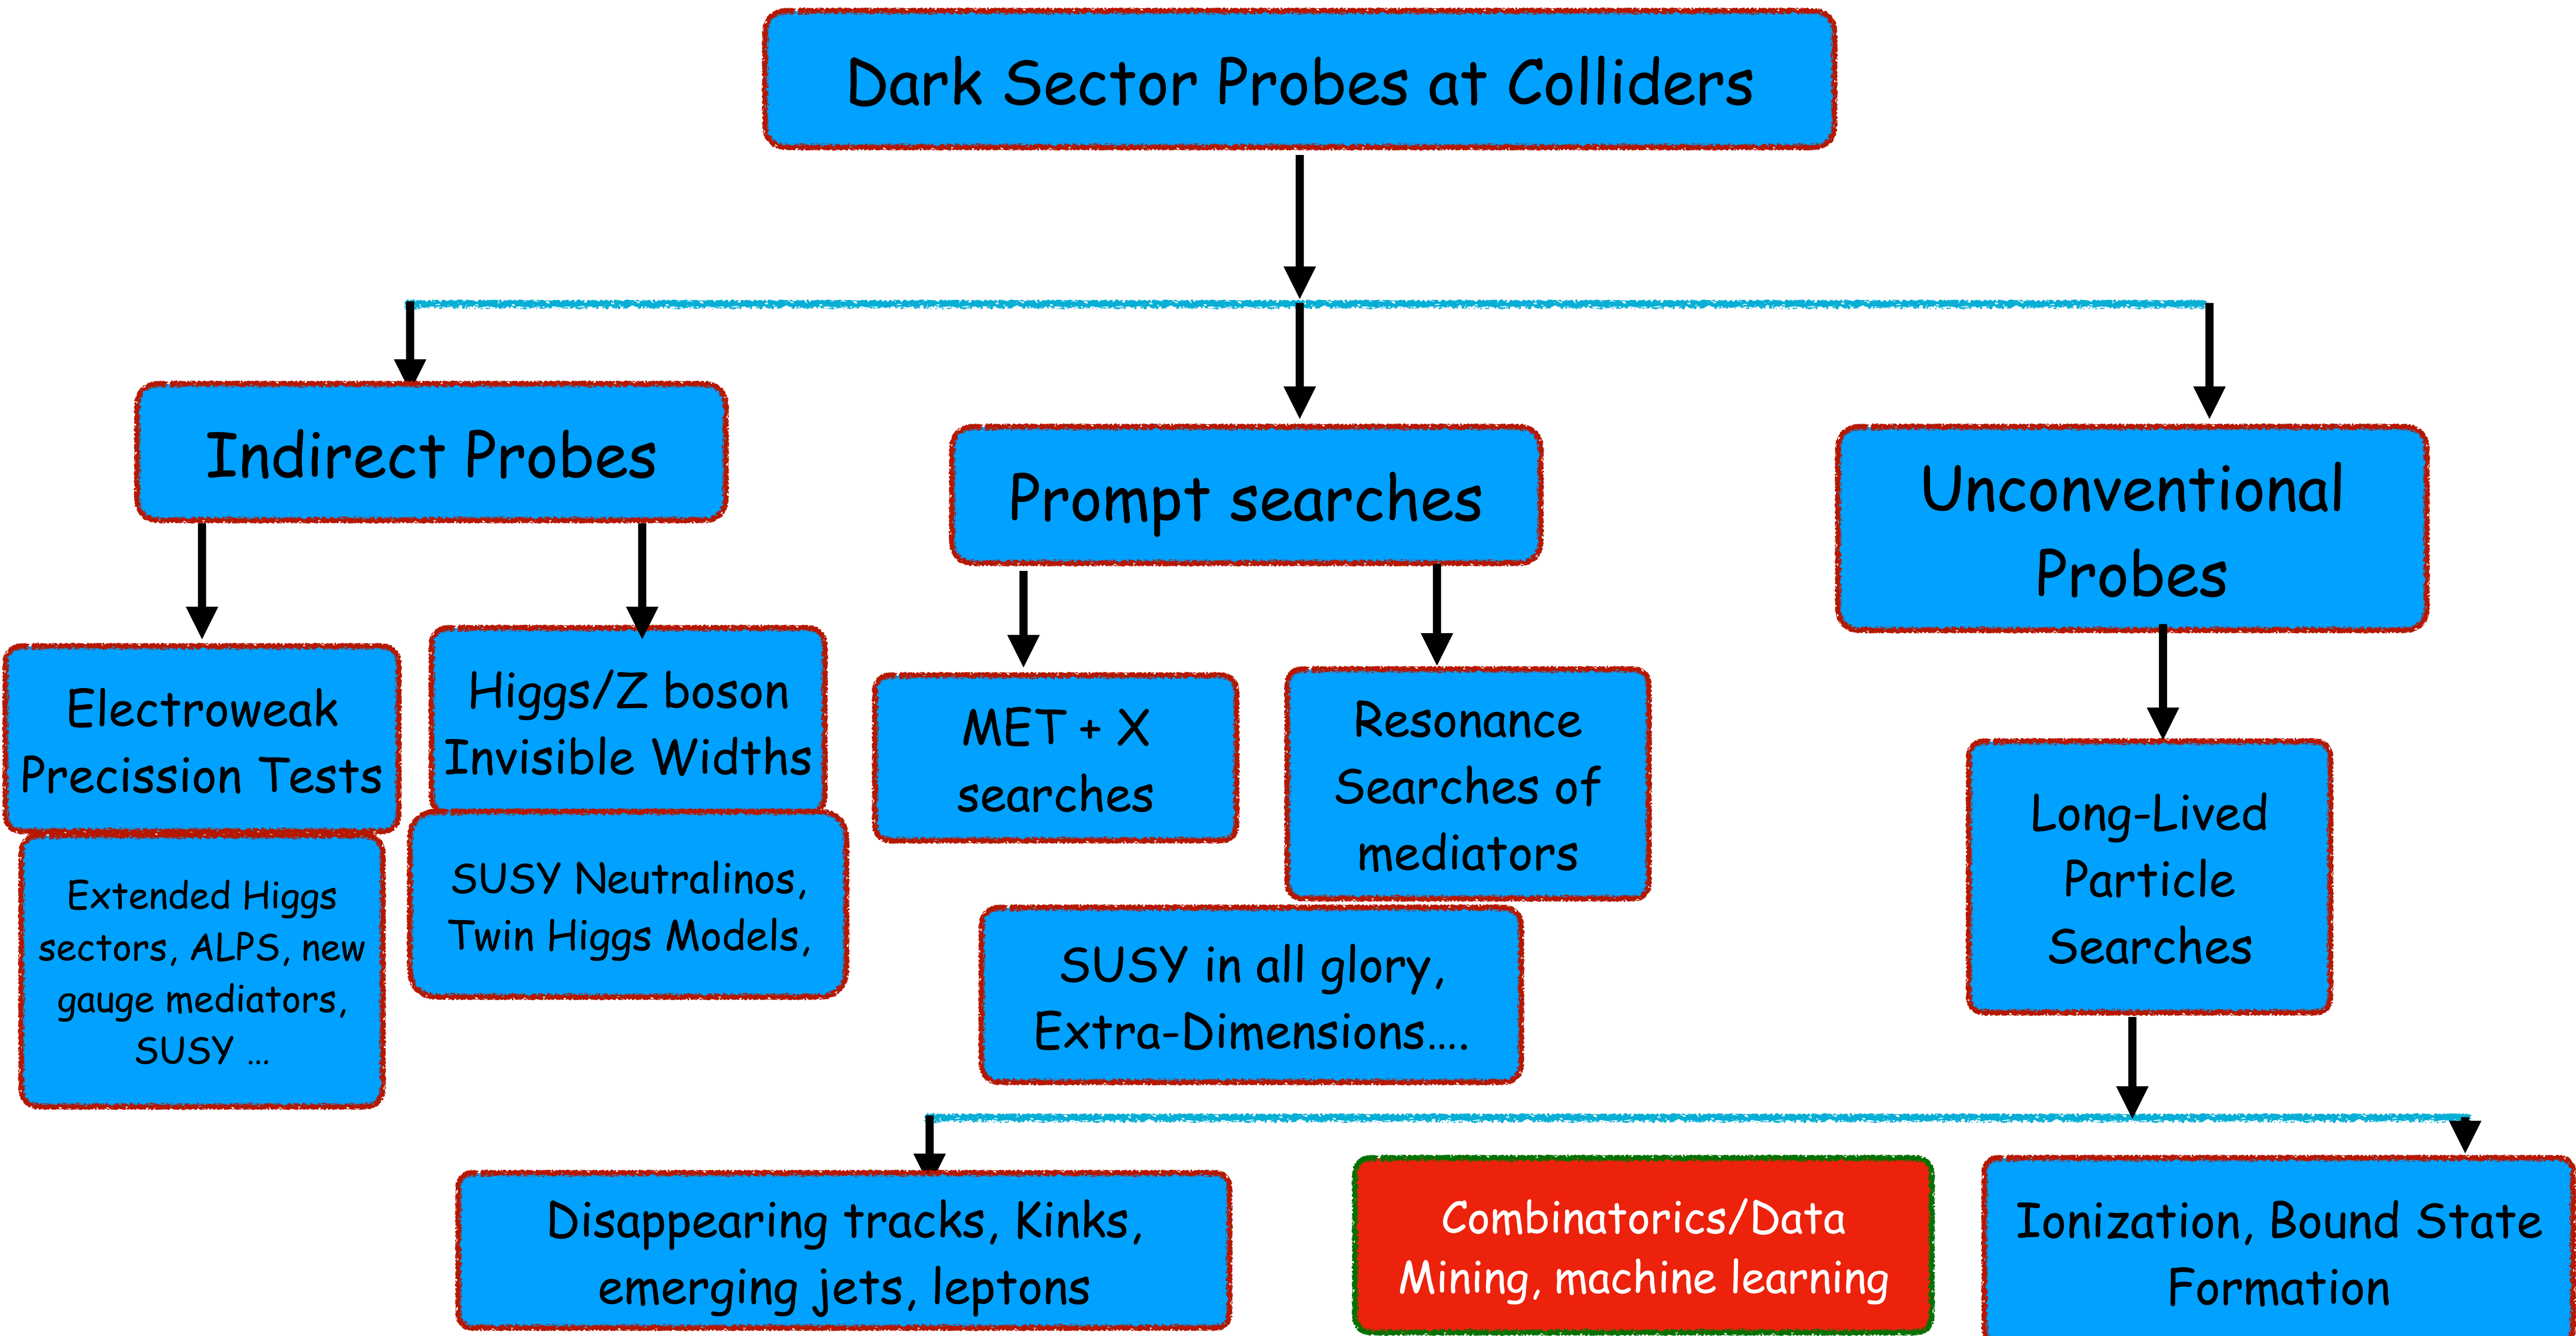 Dark Sector Probes at Colliders
Indirect Probes
Prompt searches
Unconventional
Probes
Electroweak
Precission Tests
Higgs/Z boson
Invisible Widths
MET + X
searches
Resonance
Searches of
mediators
Long-Lived
Particle
Searches
Extended Higgs
sectors, ALPS, new
gauge mediators,
SUSY ...
SUSY Neutralinos,
Twin Higgs Models,
SUSY in all glory,
Extra-Dimensions....
Disappearing tracks, Kinks,
emerging jets, leptons
Combinatorics/Data
Mining, machine learning
Ionization, Bound State
Formation